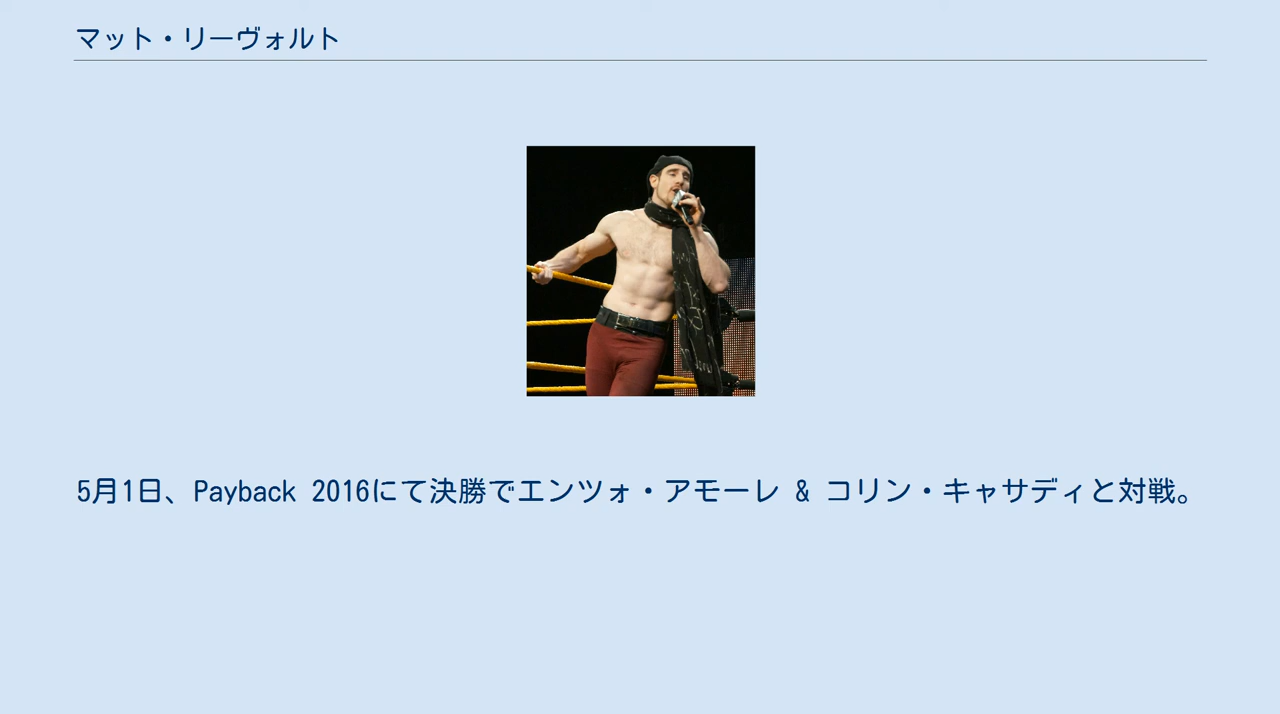 マット・リーヴォルト
5月1日、Payback 2016にて決勝でエンツォ・アモーレ & コリン・キャサディと対戦。